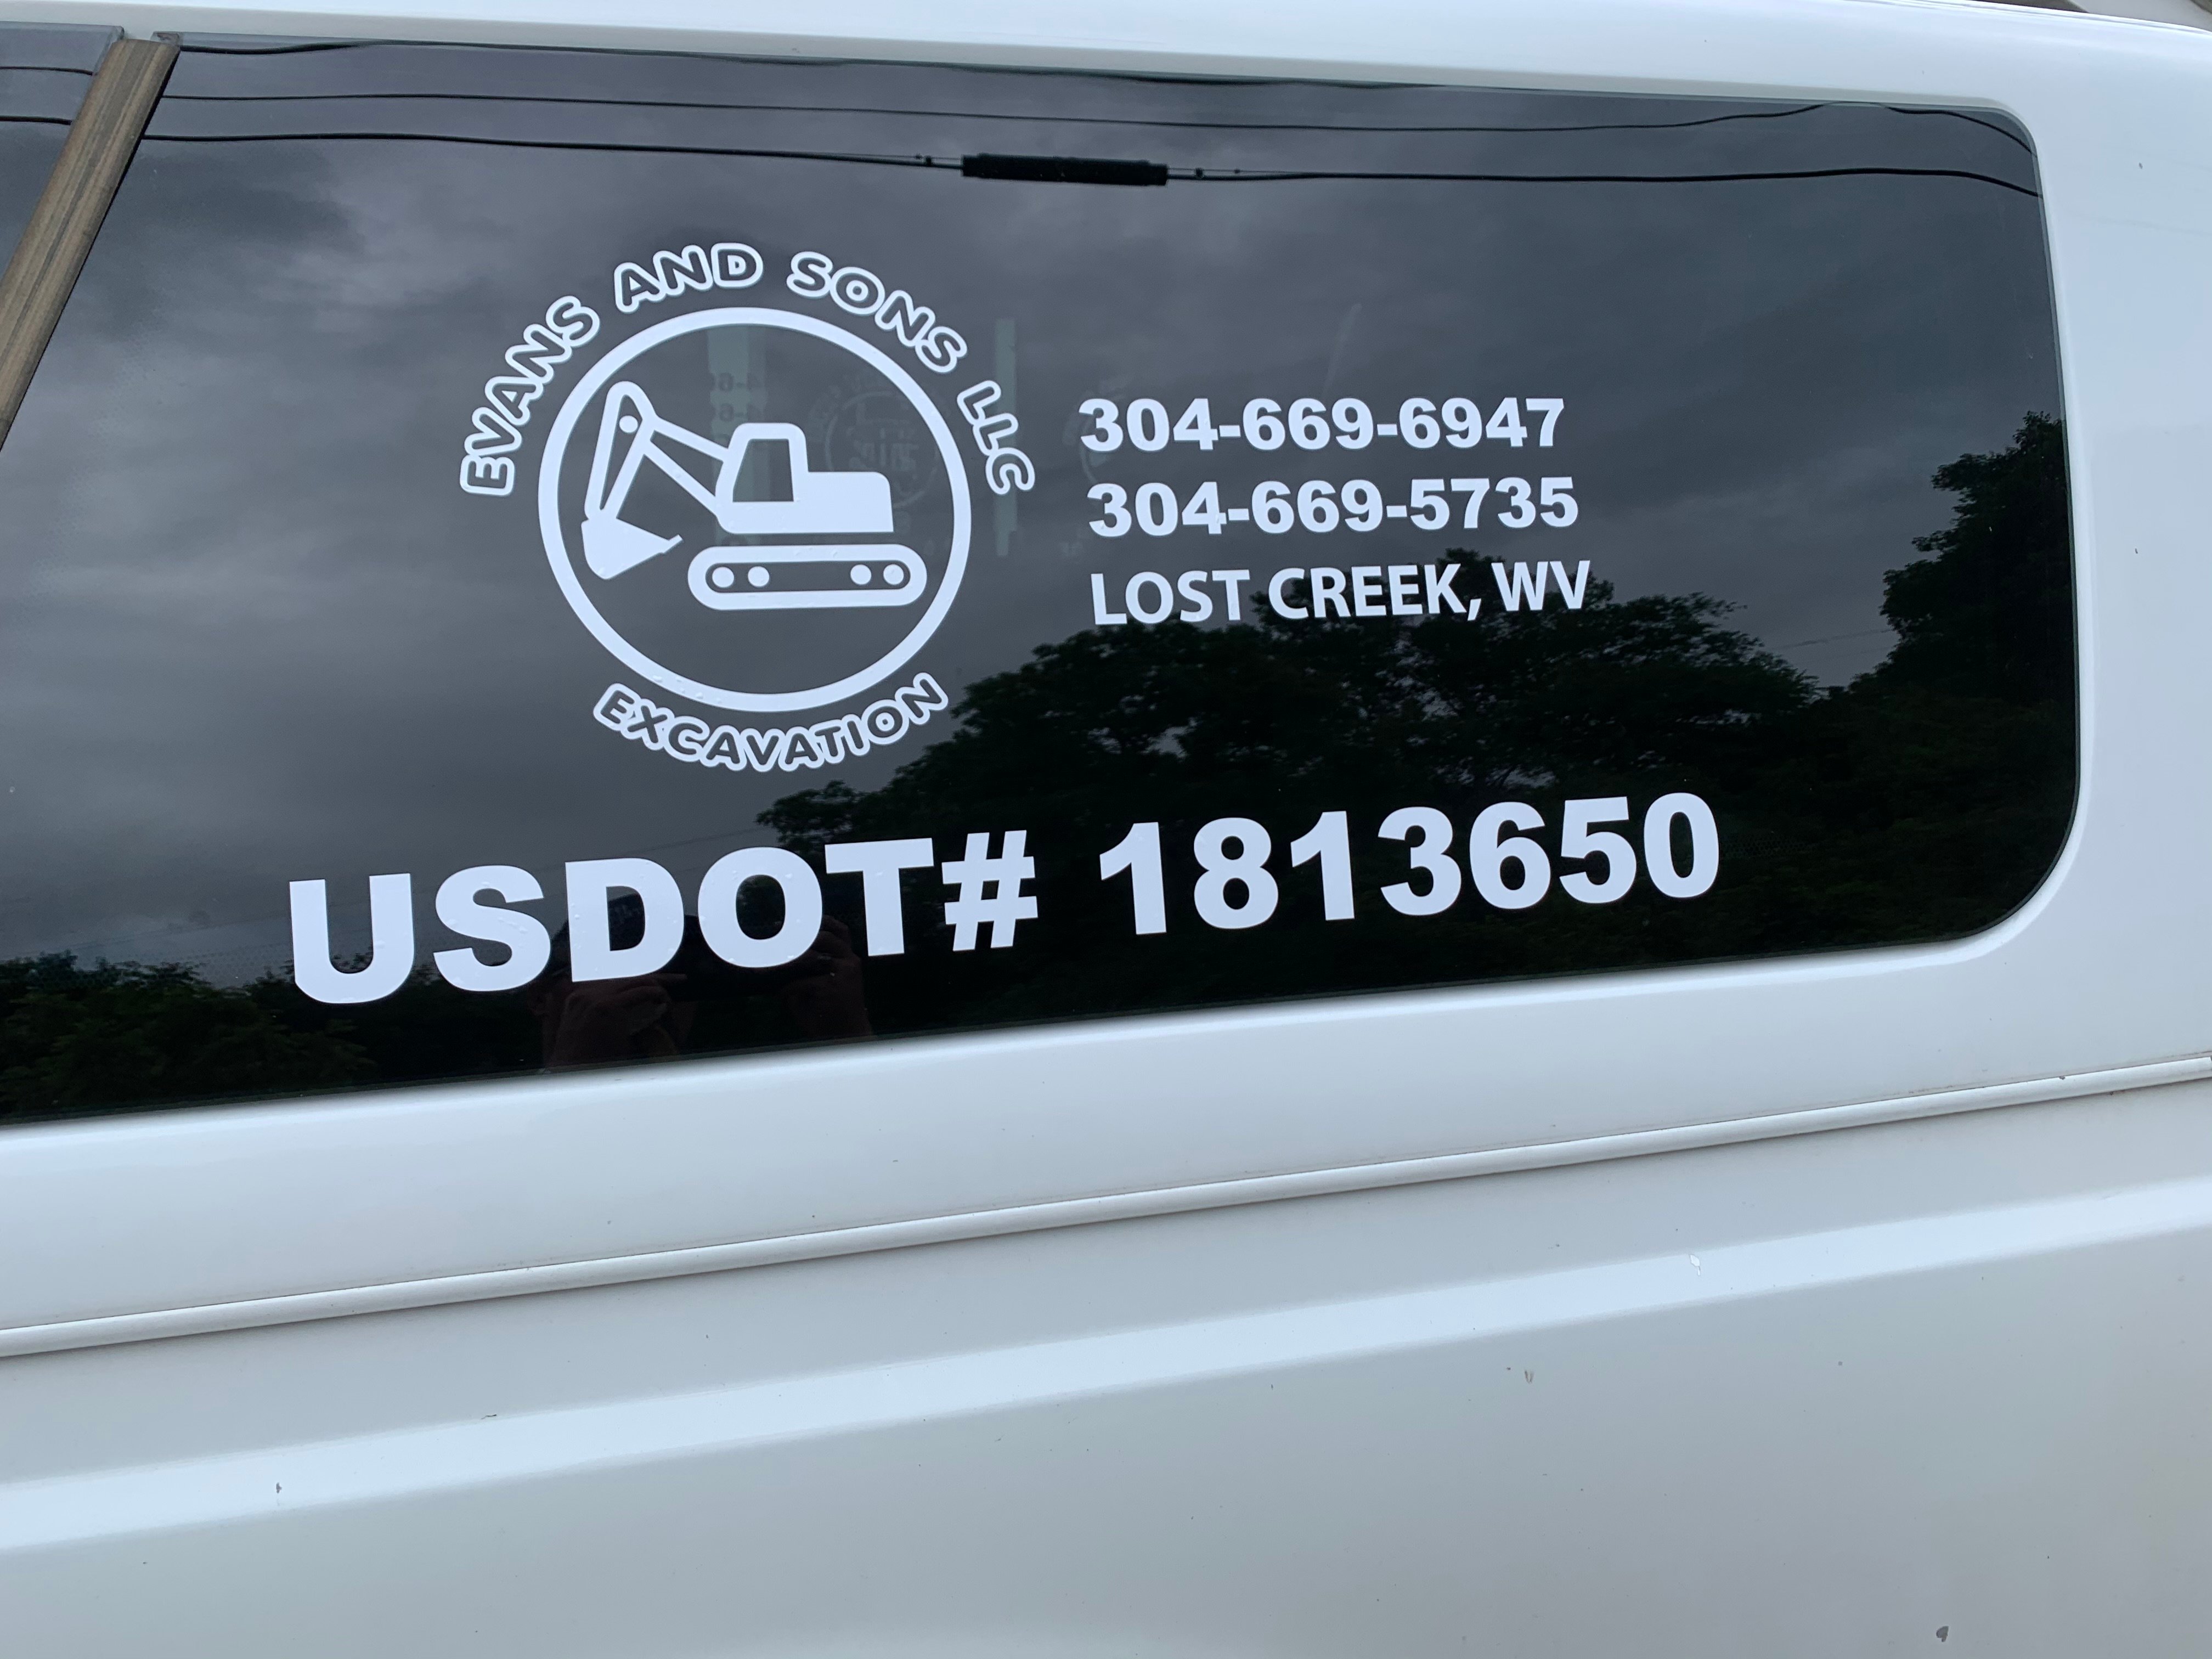 EVANS AND SONS LLC
EXCAVATION
304-669-6947
304-669-5735
LOST CREEK, WV
USDOT# 1813650